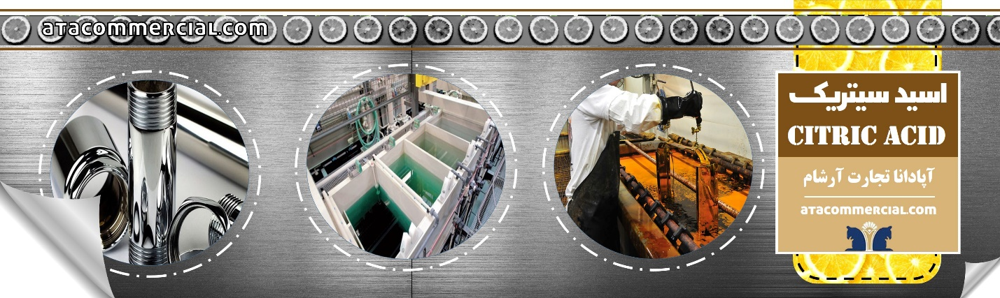 atacommercial.com
اسید سیتریک
CITRIC ACID
آپادانا تجارت آرشام
atacommercial.com